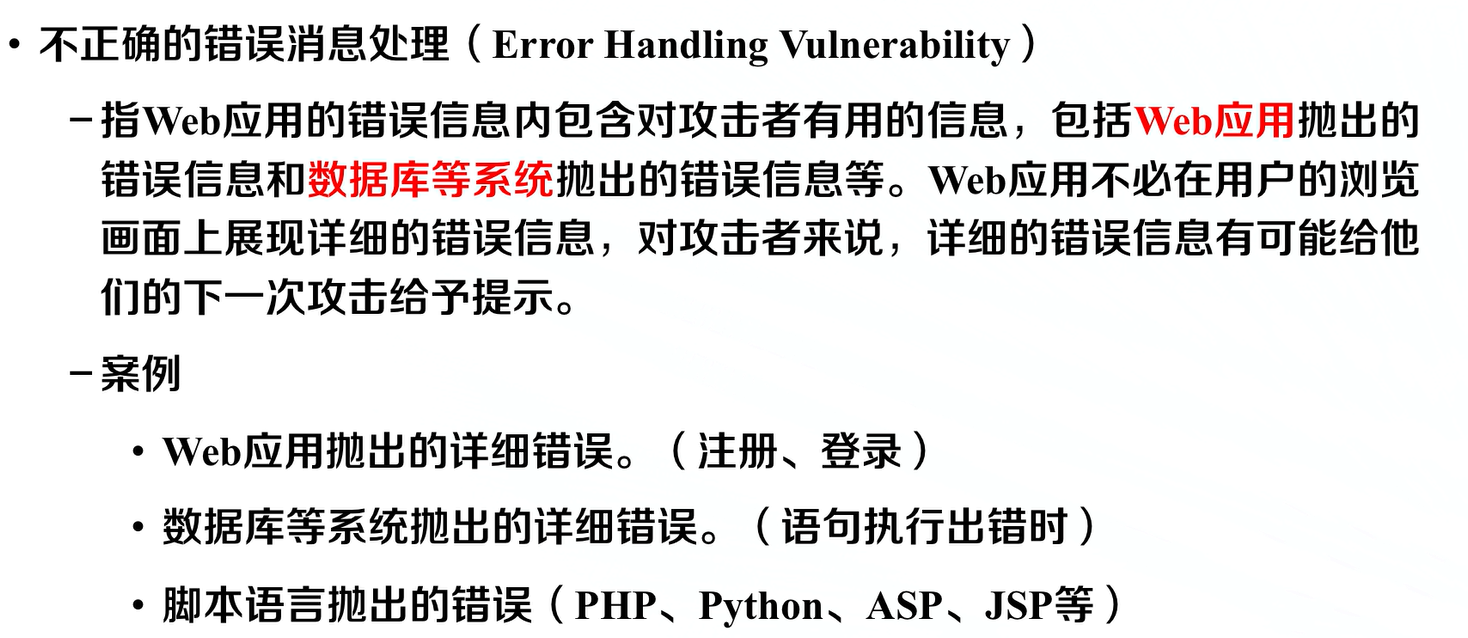 • 不正确的错误消息处理（Error Handling Vulnerability）
– 指Web应用的错误信息内包含对攻击者有用的信息，包括Web应用抛出的
错误信息和数据库等系统抛出的错误信息等。Web应用不必在用户的浏览
画面上展现详细的错误信息，对攻击者来说，详细的错误信息有可能给他
们的下一次攻击给予提示。
– 案例
• Web应用抛出的详细错误。（注册、登录）
• 数据库等系统抛出的详细错误。（语句执行出错时）
• 脚本语言抛出的错误（PHP、Python、ASP、JSP等）